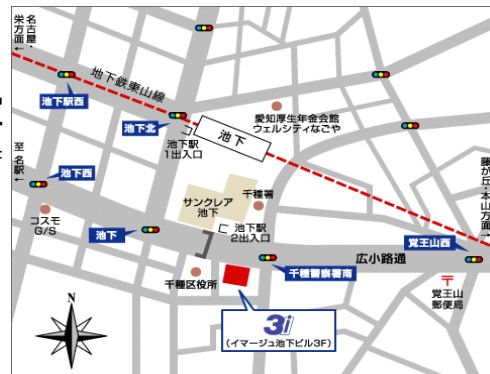 名古屋・
栄方面
←
地下鉄東山線
池下駅西
池下北
池下駅
1出入口
池下
愛知厚生年金会館
ウェルシティなごや
至名駅
←
池下西
コスモ
G/S
池下
サンクレア
池下
千種署
池下駅
2出入口
藤が丘・本山方面
→
覚王山西
広小路通
千種警察署南
千種区役所
〒
覚王山
郵便局
N
3i
(イマージュ池下ビル3F)